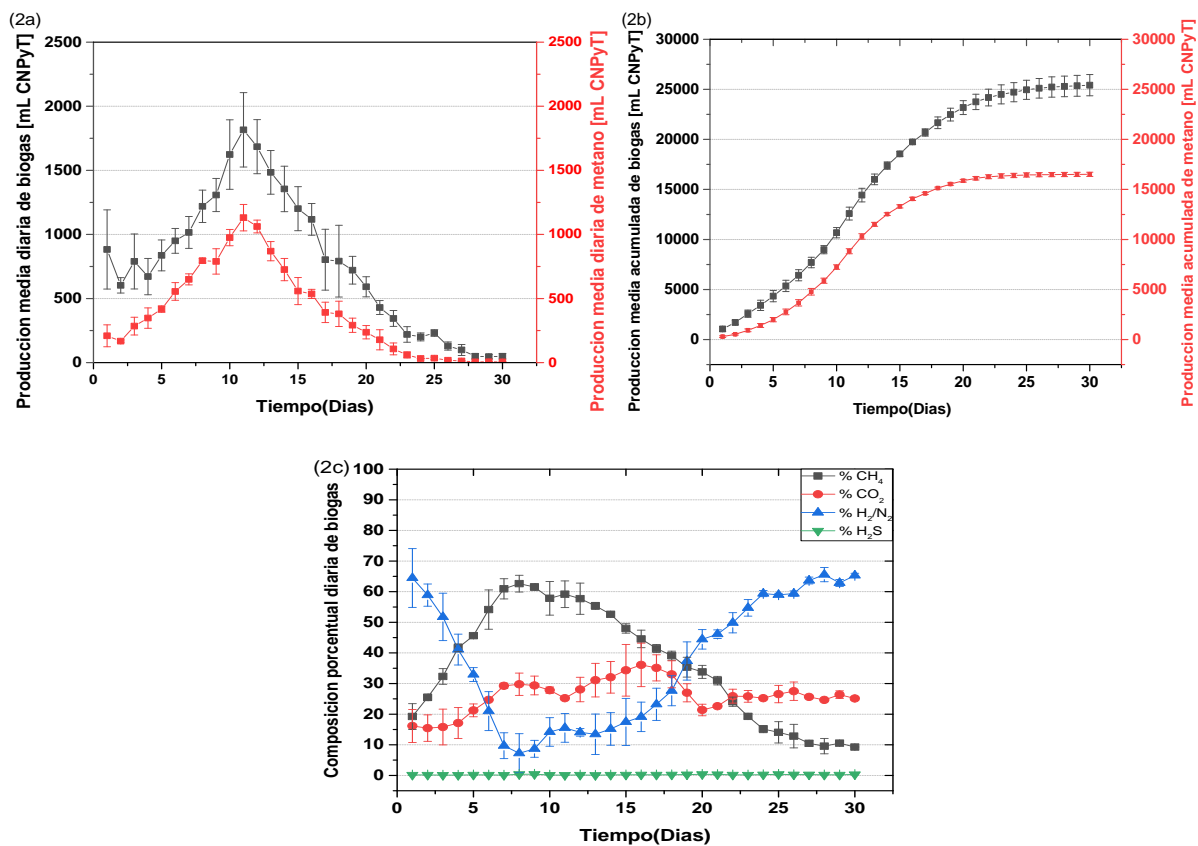 (2a)
Produccion media diaria de biogas [mL CNPyT]
2500
2000
1500
1000
500
0
0 5 10 15 20 25 30
Tiempo(Dias)
2500
2000
1500
1000
500
0
Produccion media diaria de metano [mL CNPyT]
(2b)
Produccion media acumulada de biogas [mL CNPyT]
30000
25000
20000
15000
10000
5000
0
0 5 10 15 20 25 30
Tiempo(Dias)
30000
25000
20000
15000
10000
5000
0
Produccion media acumulada de metano [mL CNPyT]
(2c)
Composicion porcentual diaria de biogas
100
90
80
70
60
50
40
30
20
10
0
0 5 10 15 20 25 30
Tiempo(Dias)
% CH₄
% CO₂
% H₂/N₂
% H₂S